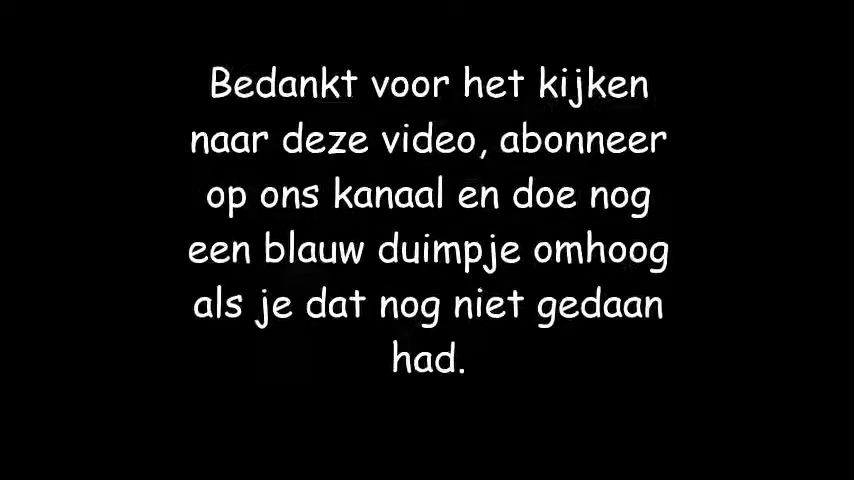 Bedankt voor het kijken
naar deze video, abonneer
op ons kanaal en doe nog
een blauw duimpje omhoog
als je dat nog niet gedaan
had.